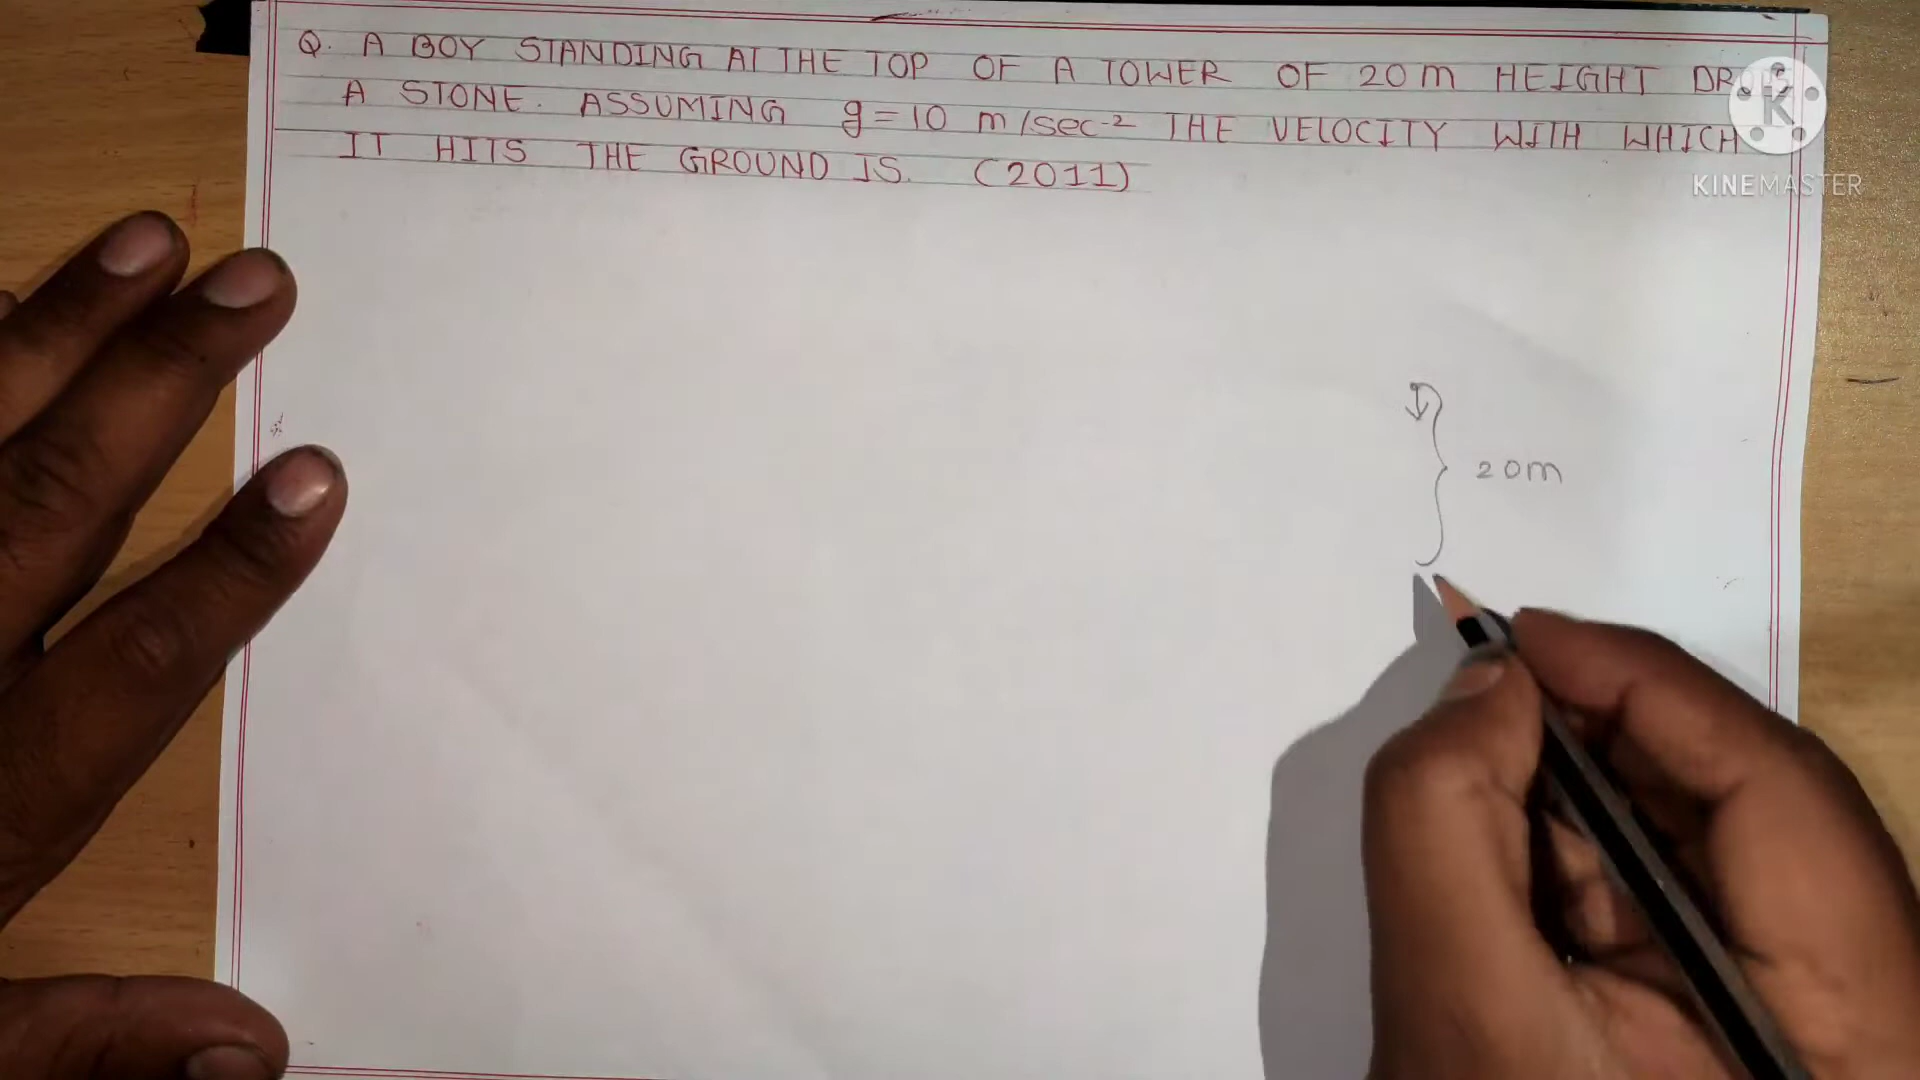 Q. A BOY STANDING AT THE TOP OF A TOWER OF 20 m HEIGHT DROPS
A STONE. ASSUMING g = 10 m/sec-2 THE VELOCITY WITH WHICH
IT HITS THE GROUND IS. (2011)
KINEMASTER
20m